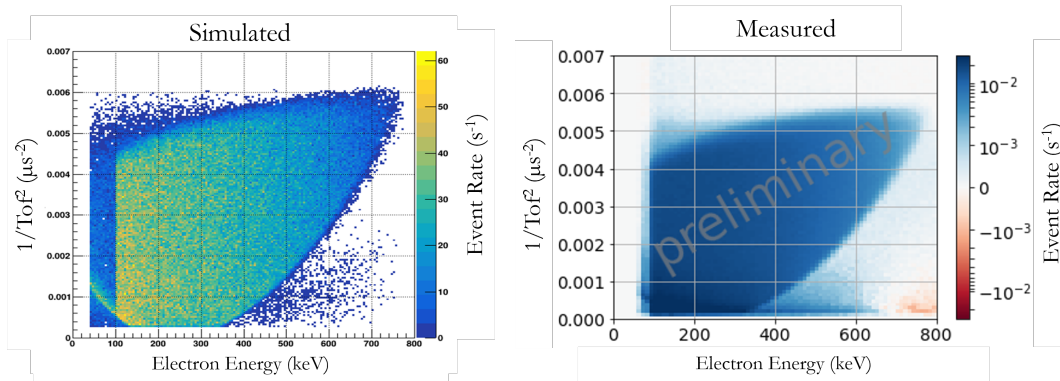 Simulated
1/Tof² (μs⁻²)
0.007
0.006
0.005
0.004
0.003
0.002
0.001
0
0 100 200 300 400 500 600 700 800
Electron Energy (keV)
60
50
40
30
20
10
0
Event Rate (s⁻¹)
Measured
1/Tof² (μs⁻²)
0.007
0.006
0.005
0.004
0.003
0.002
0.001
0.000
0 200 400 600 800
Electron Energy (keV)
preliminary
10⁻²
10⁻³
0
−10⁻³
−10⁻²
Event Rate (s⁻¹)